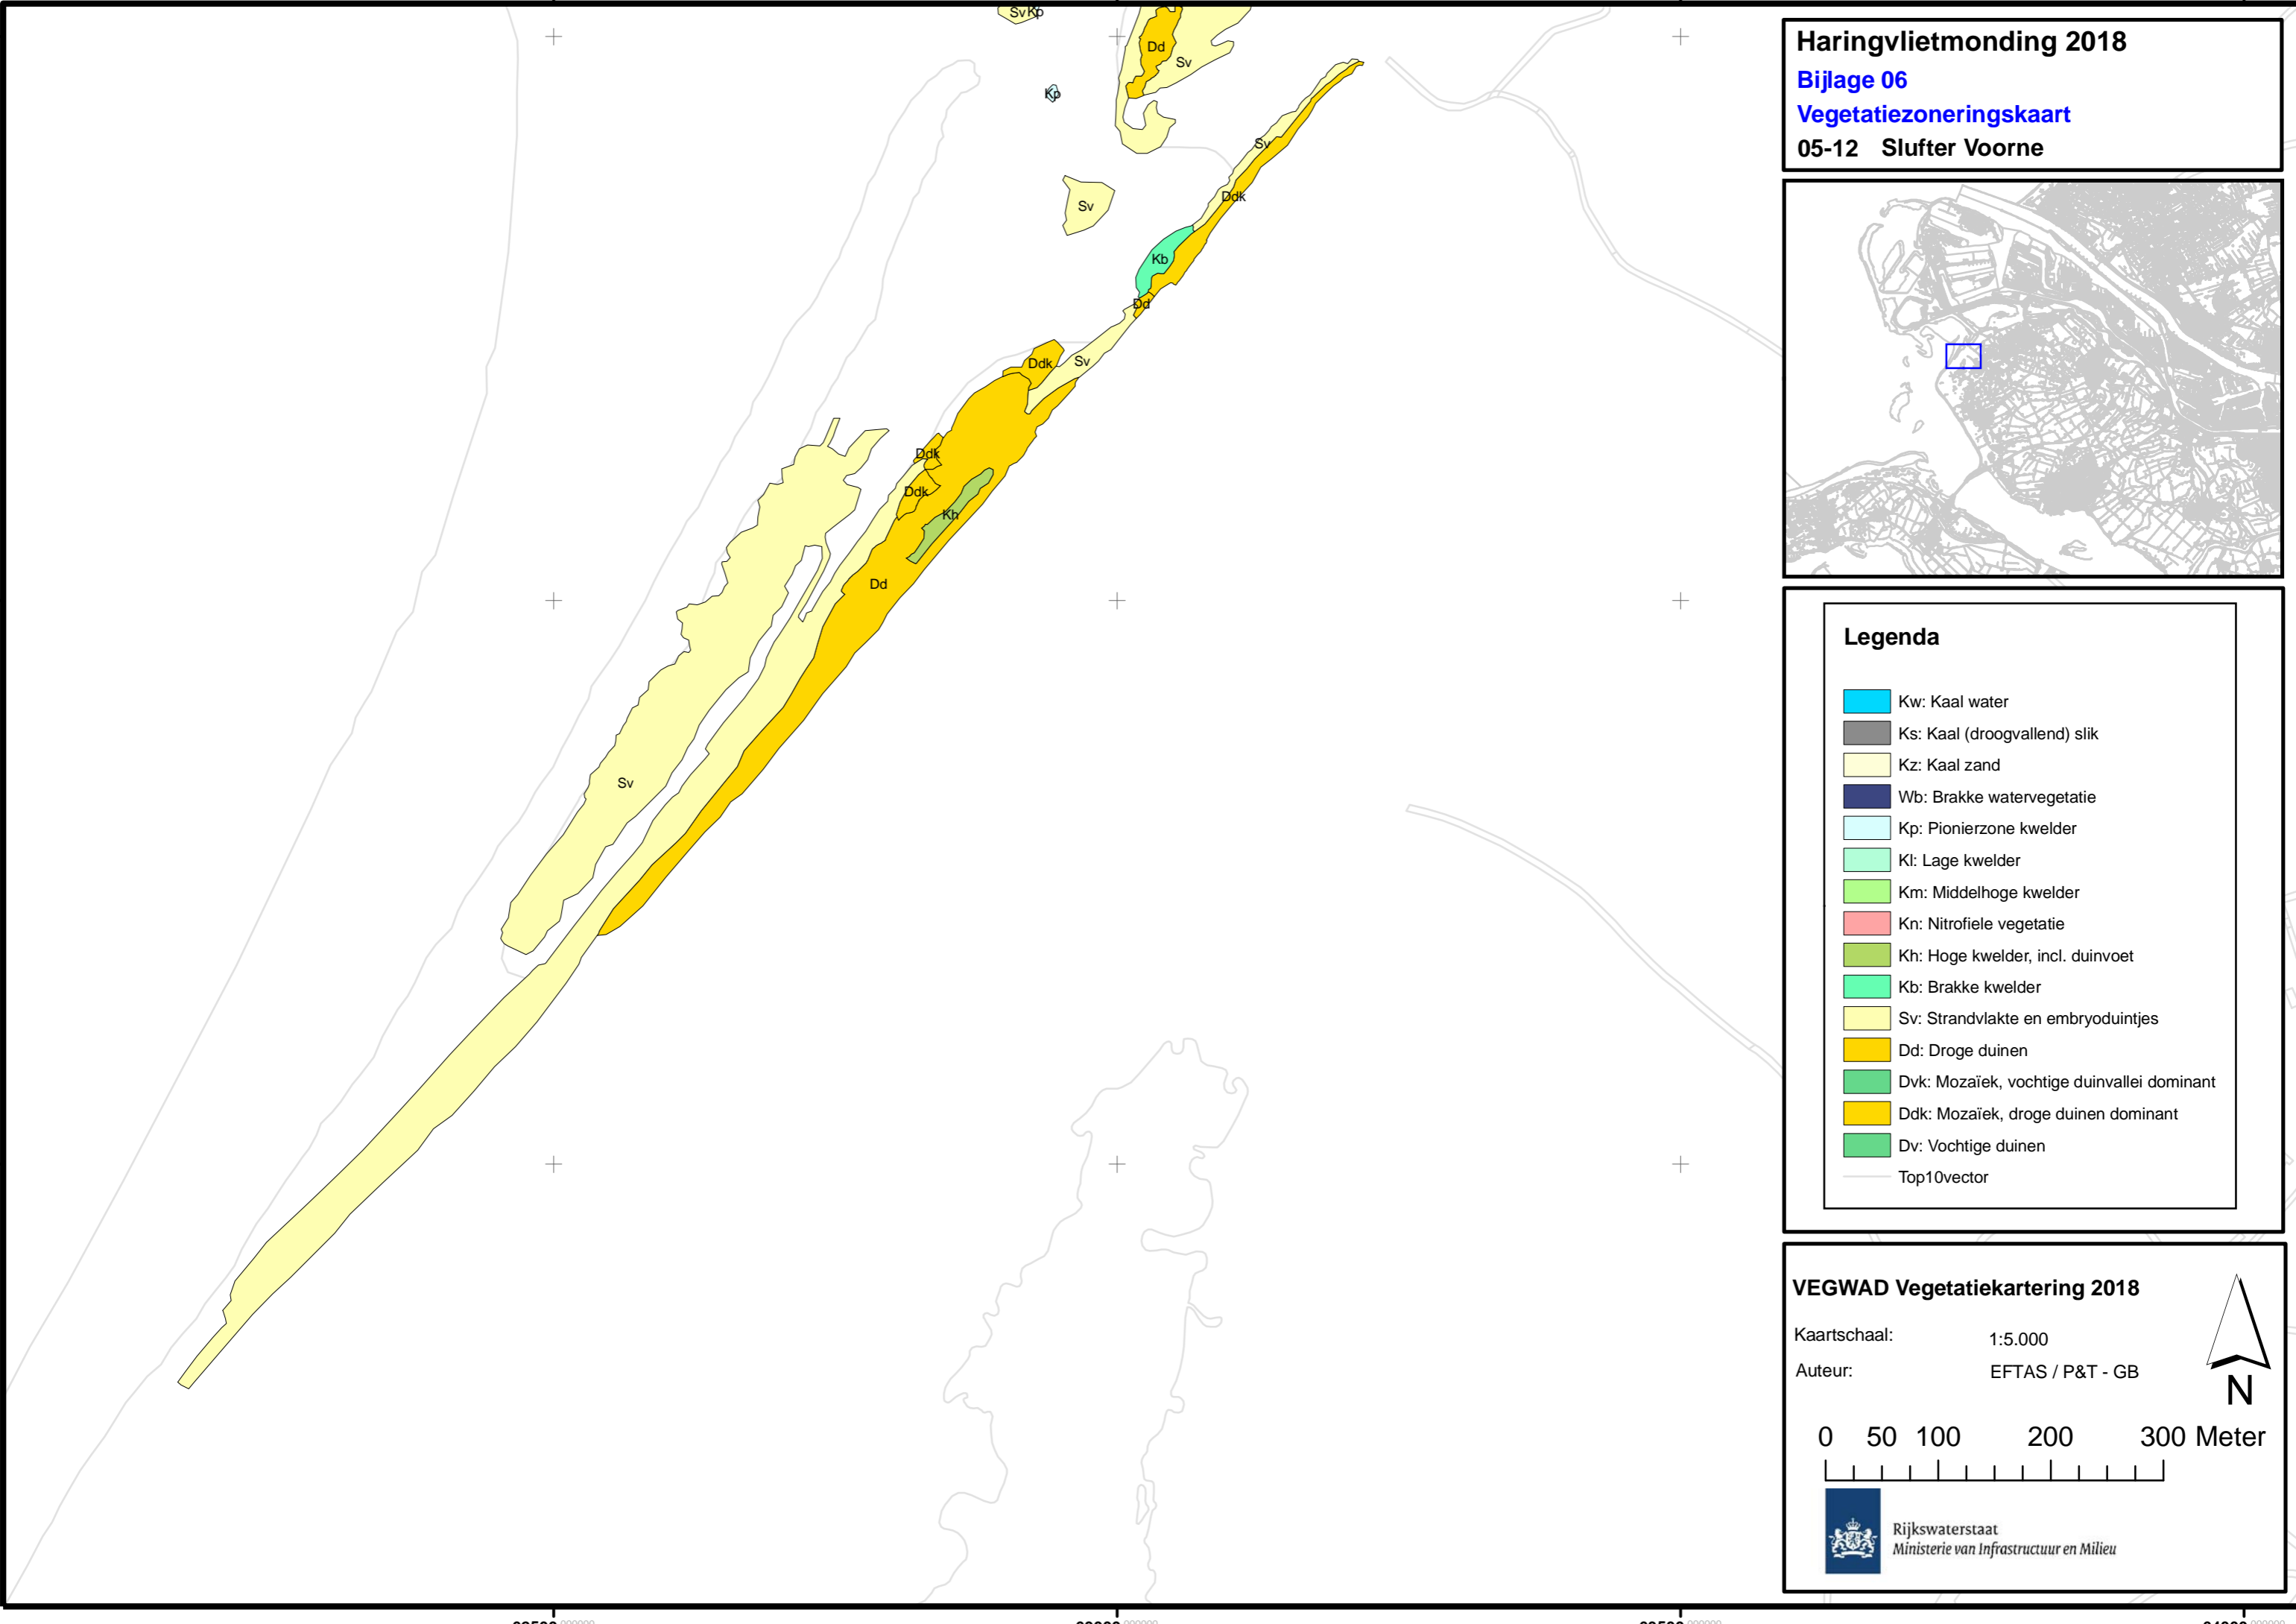 Haringvlietmonding 2018
Bijlage 06
Vegetatiezoneringskaart
05-12 Slufter Voorne
Sv Kp
Dd
Sv
Kp
Sv
Ddk
Sv
Kb
Dd
Ddk
Sv
Ddk
Ddk
Kh
Dd
Sv
Legenda
Kw: Kaal water
Ks: Kaal (droogvallend) slik
Kz: Kaal zand
Wb: Brakke watervegetatie
Kp: Pionierzone kwelder
Kl: Lage kwelder
Km: Middelhoge kwelder
Kn: Nitrofiele vegetatie
Kh: Hoge kwelder, incl. duinvoet
Kb: Brakke kwelder
Sv: Strandvlakte en embryoduintjes
Dd: Droge duinen
Dvk: Mozaïek, vochtige duinvallei dominant
Ddk: Mozaïek, droge duinen dominant
Dv: Vochtige duinen
Top10vector
VEGWAD Vegetatiekartering 2018
Kaartschaal: 1:5.000
Auteur: EFTAS / P&T - GB
N
0 50 100 200 300 Meter
Rijkswaterstaat
Ministerie van Infrastructuur en Milieu